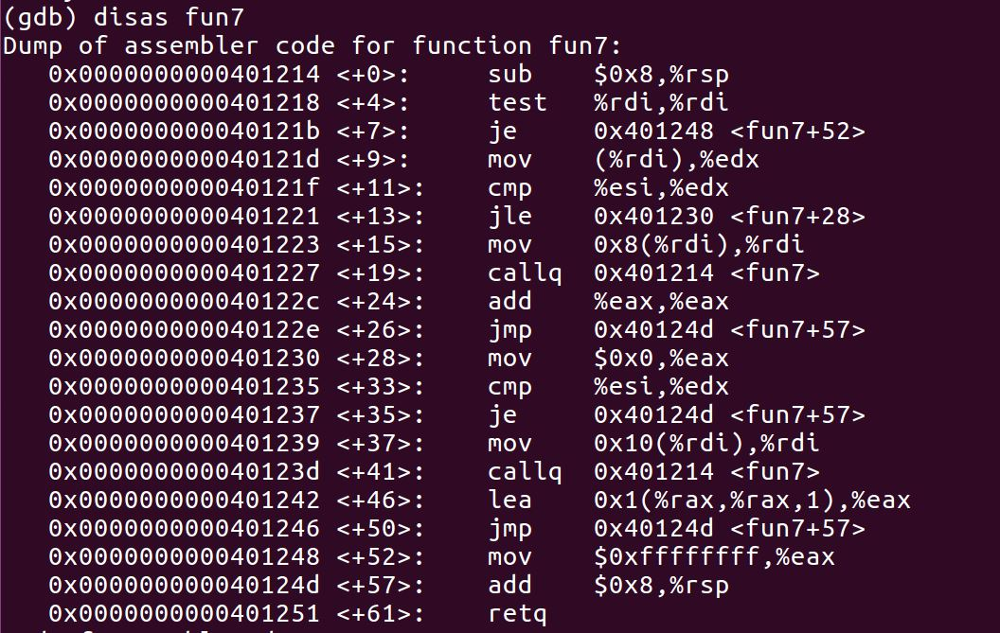 (gdb) disas fun7
Dump of assembler code for function fun7:
   0x0000000000401214 <+0>:	sub    $0x8,%rsp
   0x0000000000401218 <+4>:	test   %rdi,%rdi
   0x000000000040121b <+7>:	je     0x401248 <fun7+52>
   0x000000000040121d <+9>:	mov    (%rdi),%edx
   0x000000000040121f <+11>:	cmp    %esi,%edx
   0x0000000000401221 <+13>:	jle    0x401230 <fun7+28>
   0x0000000000401223 <+15>:	mov    0x8(%rdi),%rdi
   0x0000000000401227 <+19>:	callq  0x401214 <fun7>
   0x000000000040122c <+24>:	add    %eax,%eax
   0x000000000040122e <+26>:	jmp    0x40124d <fun7+57>
   0x0000000000401230 <+28>:	mov    $0x0,%eax
   0x0000000000401235 <+33>:	cmp    %esi,%edx
   0x0000000000401237 <+35>:	je     0x40124d <fun7+57>
   0x0000000000401239 <+37>:	mov    0x10(%rdi),%rdi
   0x000000000040123d <+41>:	callq  0x401214 <fun7>
   0x0000000000401242 <+46>:	lea    0x1(%rax,%rax,1),%eax
   0x0000000000401246 <+50>:	jmp    0x40124d <fun7+57>
   0x0000000000401248 <+52>:	mov    $0xffffffff,%eax
   0x000000000040124d <+57>:	add    $0x8,%rsp
   0x0000000000401251 <+61>:	retq